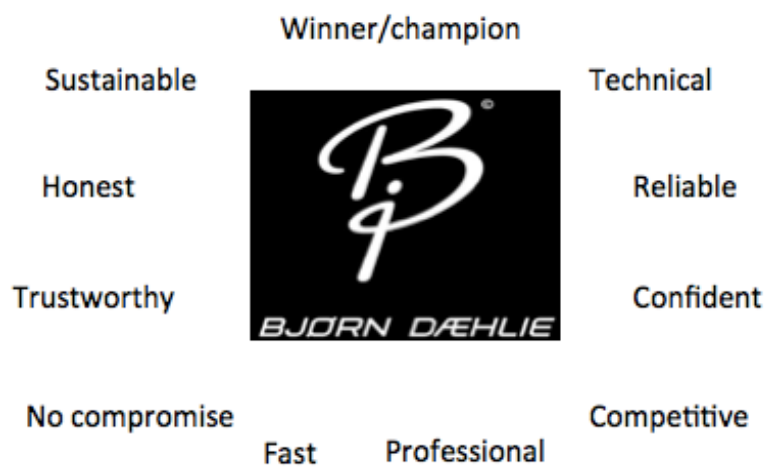 Winner/champion
Sustainable
Technical
©
Honest
Reliable
Trustworthy
Confident
BJØRN DÆHLIE
No compromise
Competitive
Fast
Professional